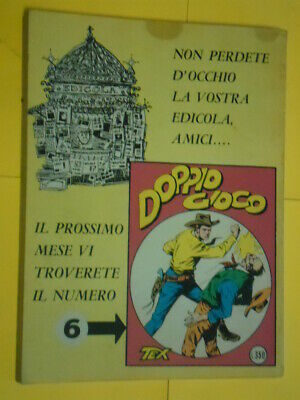 EDICOLA
NON PERDETE
D'OCCHIO
LA VOSTRA
EDICOLA,
AMICI....
IL PROSSIMO
MESE VI
TROVERETE
IL NUMERO
6
DOPPIO
GIOCO
TEX
L.350